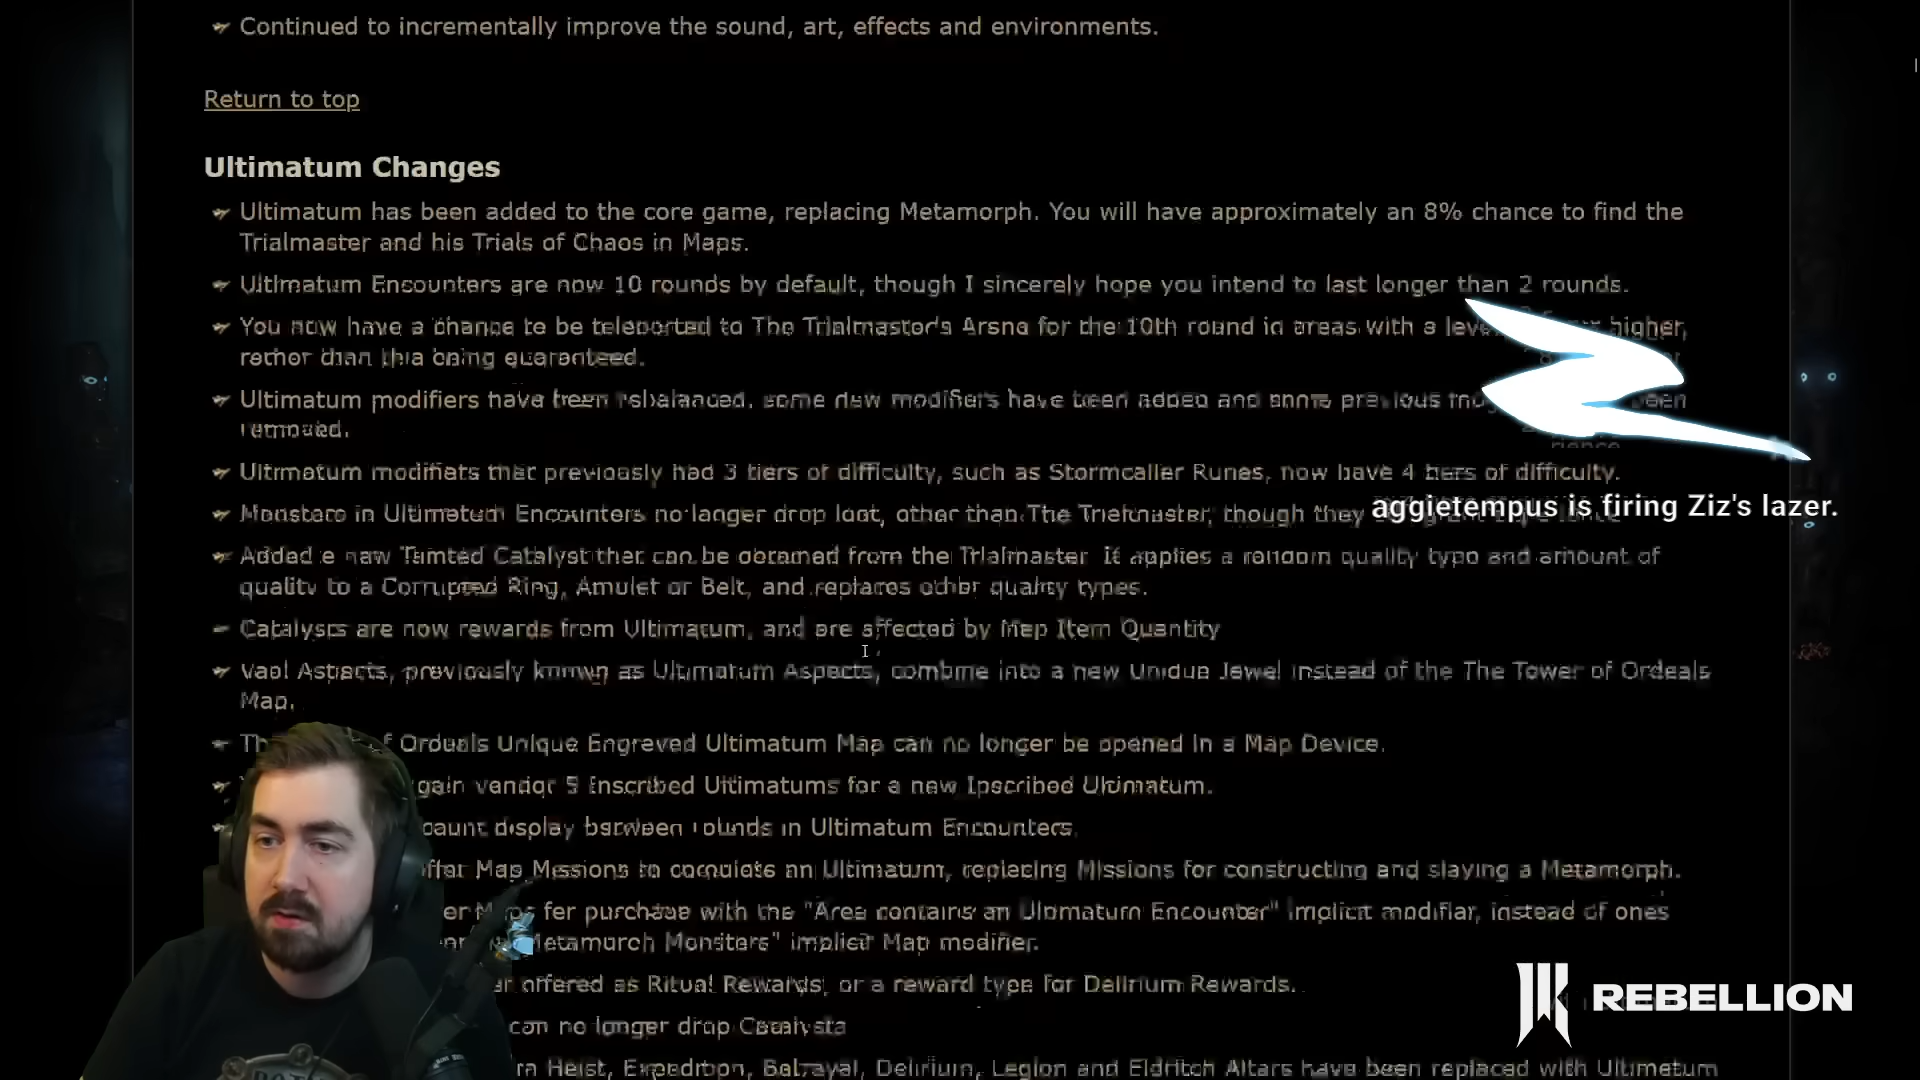 Continued to incrementally improve the sound, art, effects and environments.
Return to top
Ultimatum Changes
Ultimatum has been added to the core game, replacing Metamorph. You will have approximately an 8% chance to find the
Trialmaster and his Trials of Chaos in Maps.
Ultimatum Encounters are now 10 rounds by default, though I sincerely hope you intend to last longer than 2 rounds.
You now have a chance to be teleported to The Trialmaster's Arena for the 10th round in areas with a higher,
rather than this being guaranteed.
Ultimatum modifiers have been rebalanced, some new modifiers have been added and some previous been
removed.
Ultimatum modifiers that previously had 3 tiers of difficulty, such as Stormcaller Runes, now have 4 tiers of difficulty.
Monsters in Ultimatum Encounters no longer drop loot, other than The Trialmaster, though they
aggietempus is firing Ziz's lazer.
Added a new Tainted Catalyst that can be obtained from the Trialmaster it applies a random quality type and amount of
quality to a Corrupted Ring, Amulet or Belt, and replaces other quality types.
Catalysts are now rewards from Ultimatum, and are affected by Map Item Quantity
Vaal Aspects, previously known as Ultimatum Aspects, combine into a new Unique Jewel instead of the The Tower of Ordeals
Map.
Ordeals Unique Engraved Ultimatum Map can no longer be opened in a Map Device.
vendor 5 Inscribed Ultimatums for a new Inscribed Ultimatum.
display between rounds in Ultimatum Encounters.
Map Missions to complete an Ultimatum, replacing Missions for constructing and slaying a Metamorph.
Maps for purchase with the "Area contains an Ultimatum Encounter" implicit modifier, instead of ones
Metamorph Monsters" implicit Map modifier.
offered as Ritual Rewards, or a reward type for Delirium Rewards.
can no longer drop Catalysts
Heist, Expedition, Betrayal, Delirium, Legion and Eldritch Altars have been replaced with Ultimatum
REBELLION